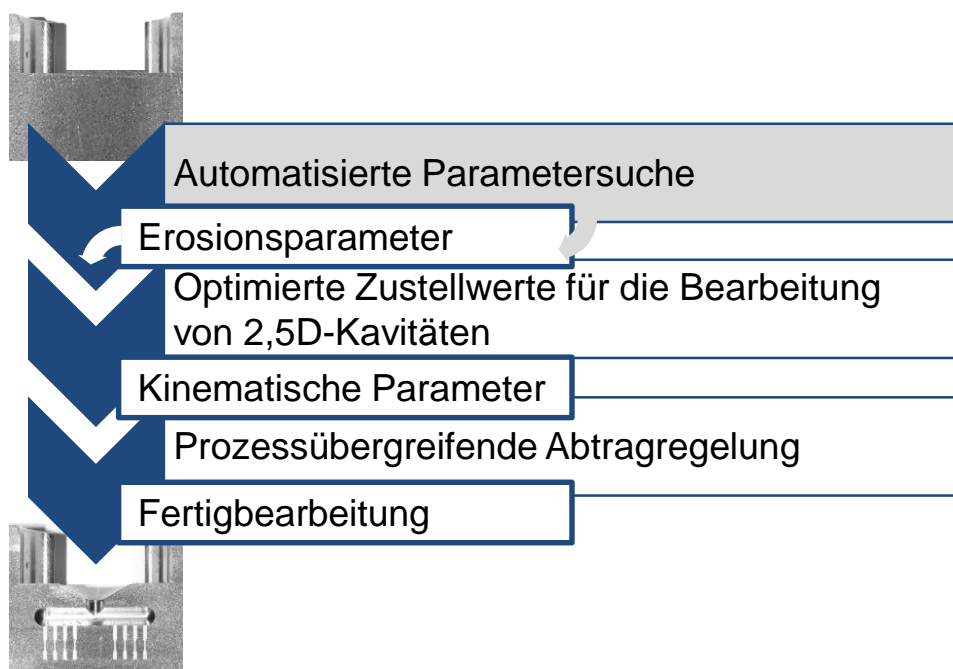 Automatisierte Parametersuche
Erosionsparameter
Optimierte Zustellwerte für die Bearbeitung
von 2,5D-Kavitäten
Kinematische Parameter
Prozessübergreifende Abtragregelung
Fertigbearbeitung